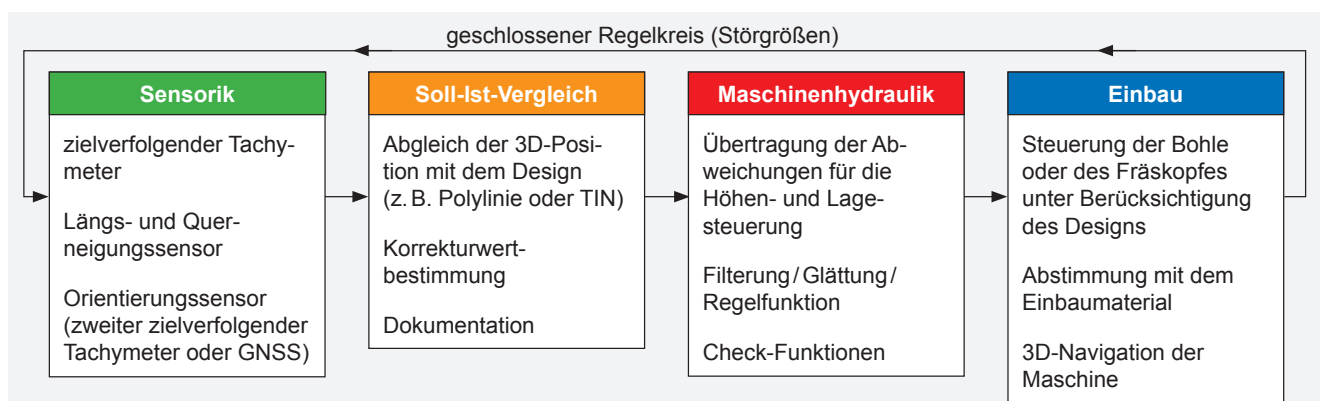 geschlossener Regelkreis (Störgrößen)
Sensorik
zielverfolgender Tachy-
meter
Längs- und Quer-
neigungssensor
Orientierungssensor
(zweiter zielverfolgender
Tachymeter oder GNSS)
Soll-Ist-Vergleich
Abgleich der 3D-Posi-
tion mit dem Design
(z. B. Polylinie oder TIN)
Korrekturwert-
bestimmung
Dokumentation
Maschinenhydraulik
Übertragung der Ab-
weichungen für die
Höhen- und Lage-
steuerung
Filterung / Glättung /
Regelfunktion
Check-Funktionen
Einbau
Steuerung der Bohle
oder des Fräskopfes
unter Berücksichtigung
des Designs
Abstimmung mit dem
Einbaumaterial
3D-Navigation der
Maschine